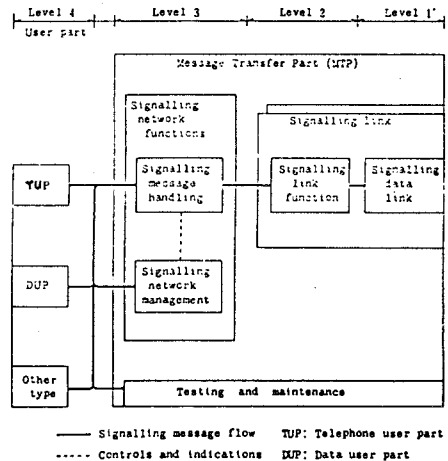 Level 4 Level 3 Level 2 Level 1
User part
Message Transfer Part (MTP)
Signalling
network
functions
Signalling link
TUP
Signalling
message
handling
Signalling
link
function
Signalling
data
link
DUP
Signalling
network
management
Other
type
Testing and maintenance
Signalling message flow TUP: Telephone user part
Controls and indications DUP: Data user part